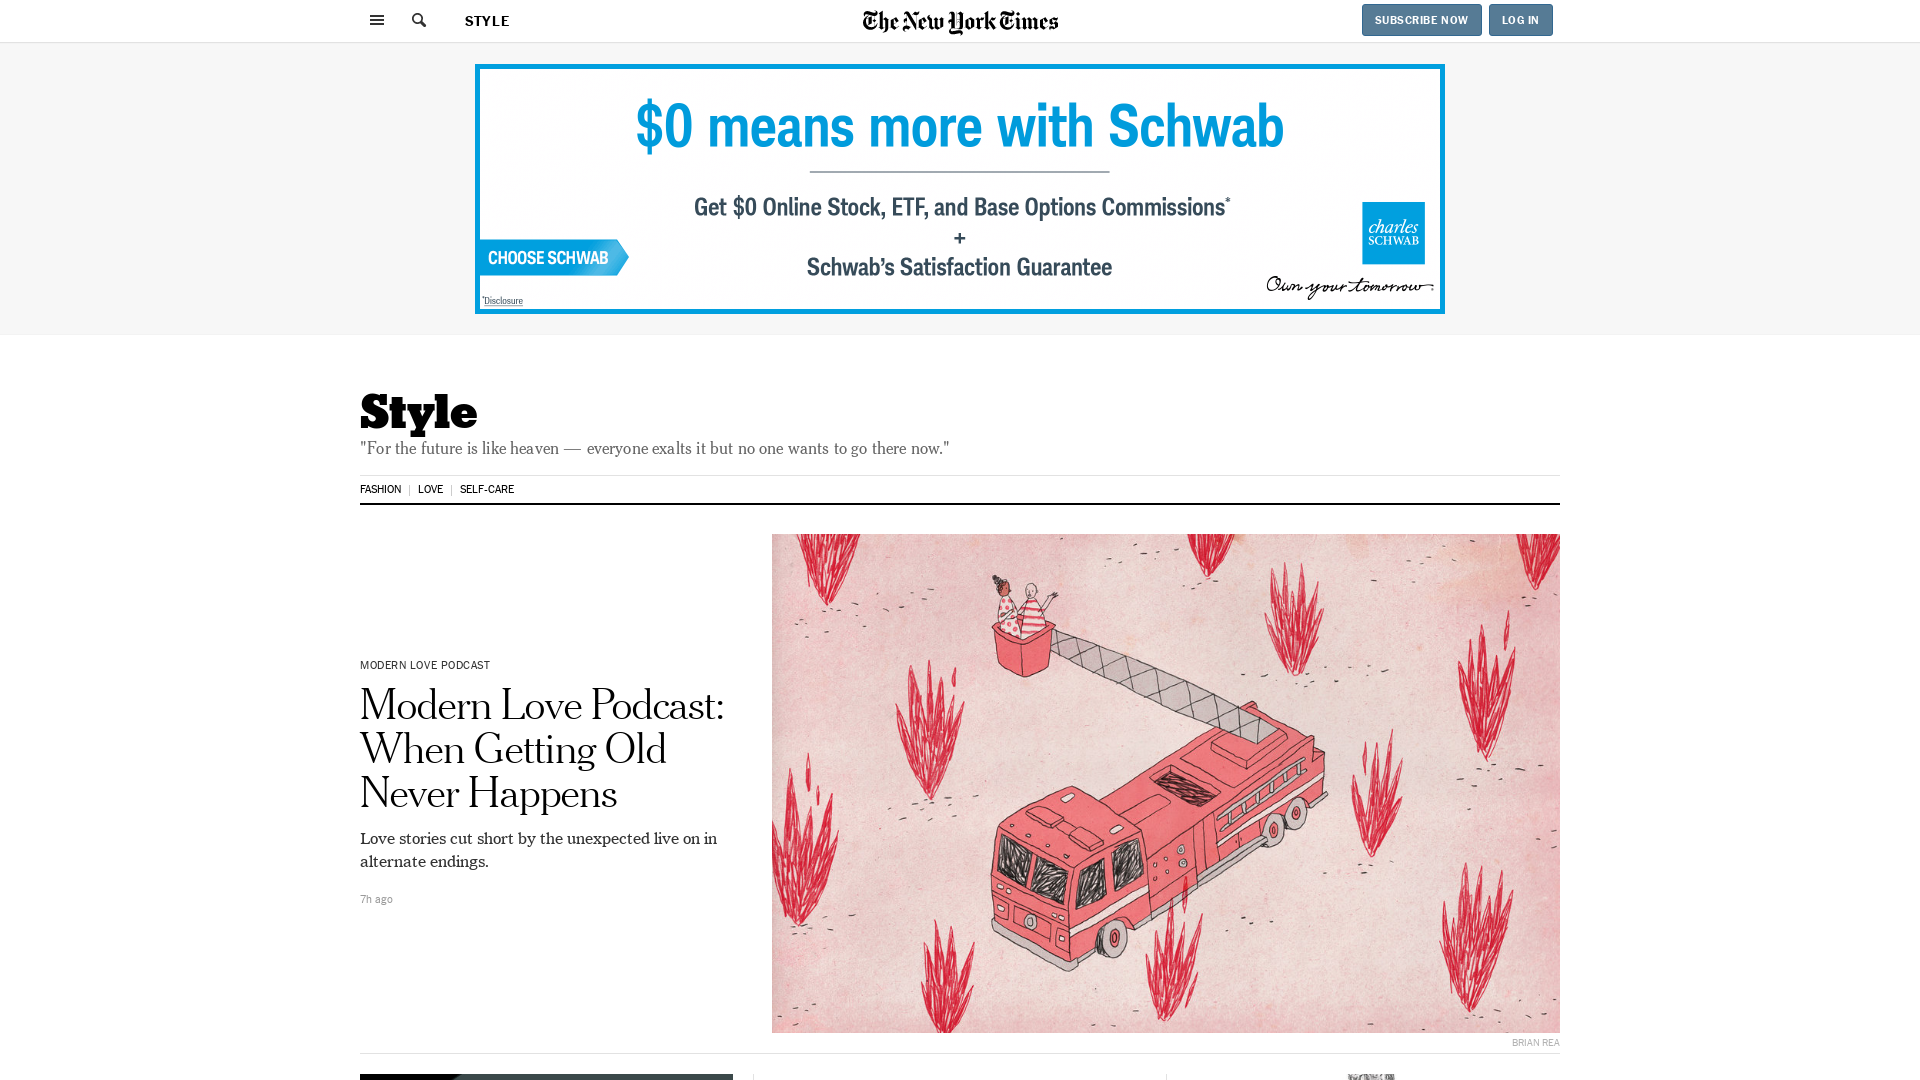 STYLE
The New York Times
SUBSCRIBE NOW
LOG IN
$0 means more with Schwab
Get $0 Online Stock, ETF, and Base Options Commissions*
+
Schwab's Satisfaction Guarantee
CHOOSE SCHWAB
*Disclosure
charles
SCHWAB
Own your tomorrow
Style
"For the future is like heaven — everyone exalts it but no one wants to go there now."
FASHION
LOVE
SELF-CARE
MODERN LOVE PODCAST
Modern Love Podcast:
When Getting Old
Never Happens
Love stories cut short by the unexpected live on in
alternate endings.
7h ago
BRIAN REA